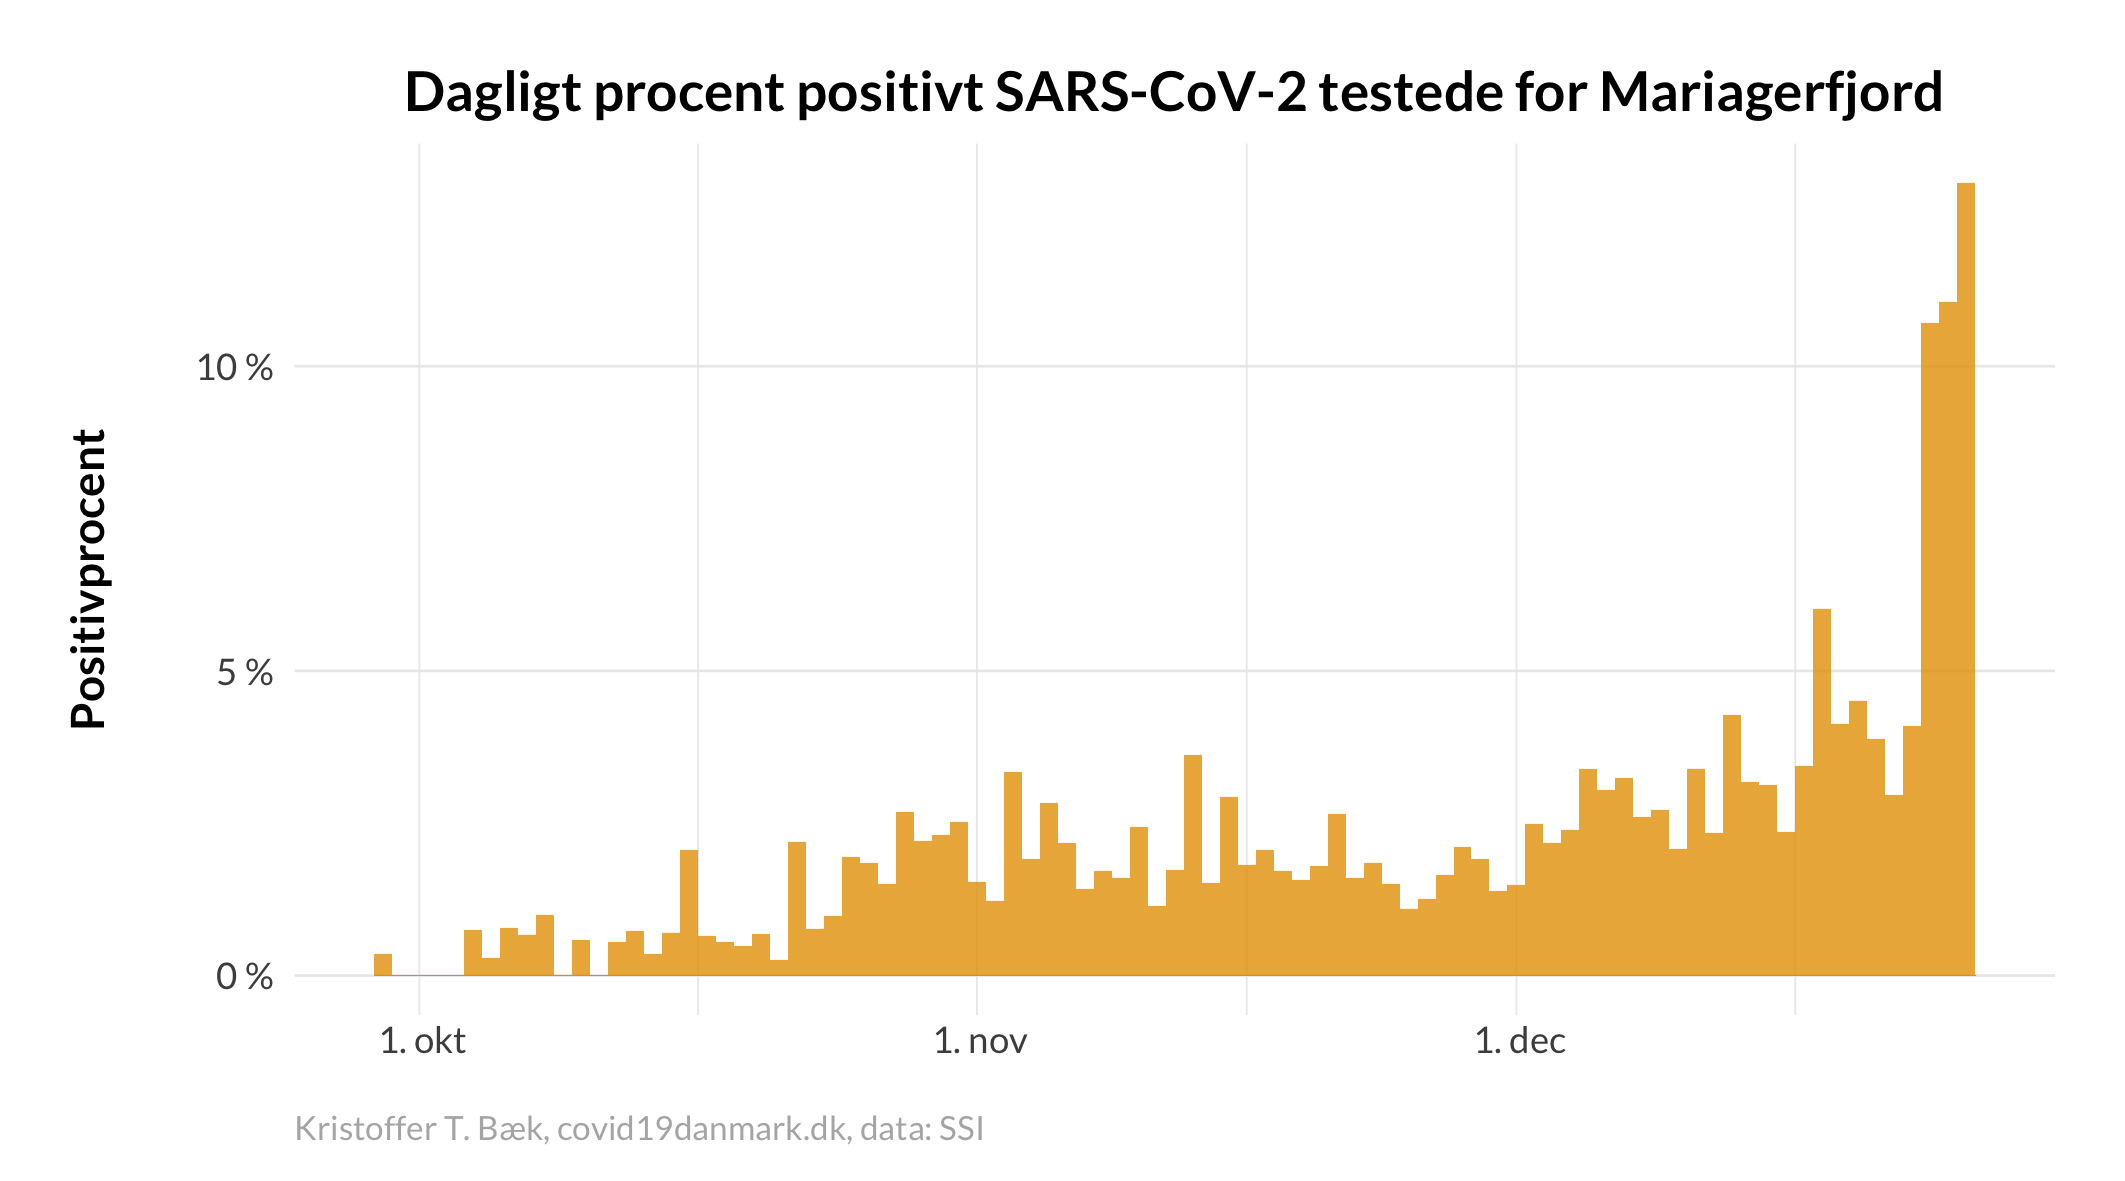 Dagligt procent positivt SARS-CoV-2 testede for Mariagerfjord
Positivprocent
10 %
5 %
0 %
1. okt
1. nov
1. dec
Kristoffer T. Bæk, covid19danmark.dk, data: SSI